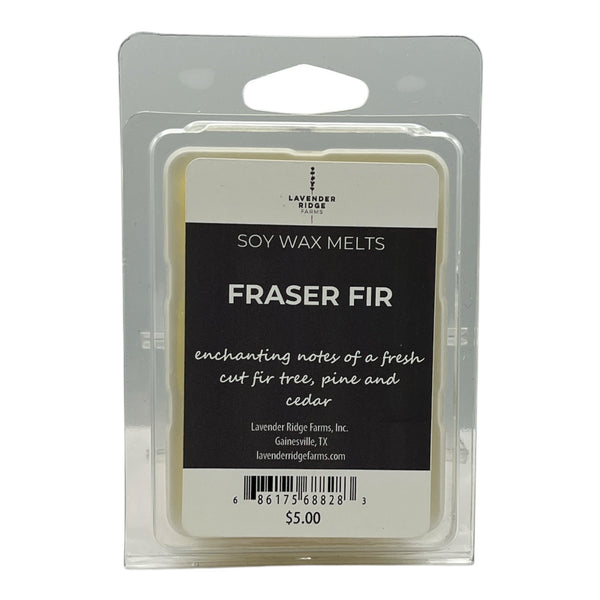 LAVENDER
RIDGE
FARMS
SOY WAX MELTS
FRASER FIR
enchanting notes of a fresh
cut fir tree, pine and
cedar
Lavender Ridge Farms, Inc.
Gainesville, TX
lavenderridgefarms.com
6 86175 68828 3
$5.00